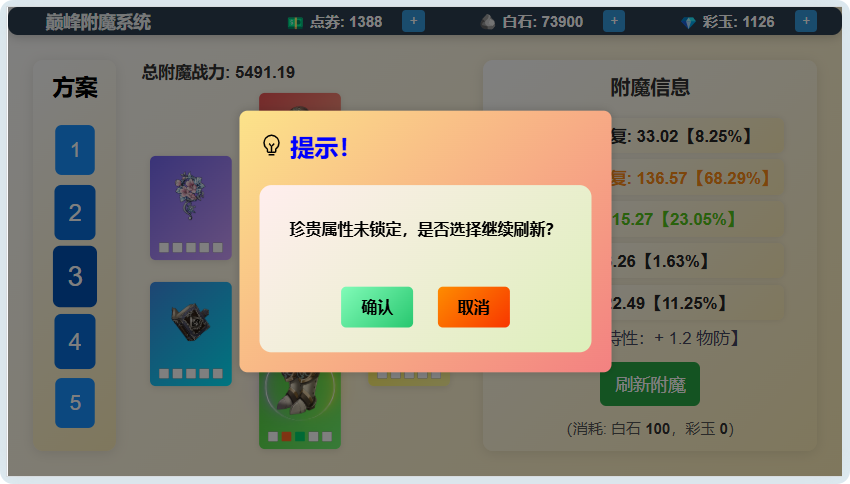 巅峰附魔系统
点券: 1388
+
白石: 73900
+
彩玉: 1126
+
方案
1
2
3
4
5
总附魔战力: 5491.19
提示!
珍贵属性未锁定，是否选择继续刷新?
确认
取消
附魔信息
复: 33.02【8.25%】
复: 136.57【68.29%】
15.27【23.05%】
.26【1.63%】
2.49【11.25%】
特性：+ 1.2 物防】
刷新附魔
(消耗: 白石 100，彩玉 0)